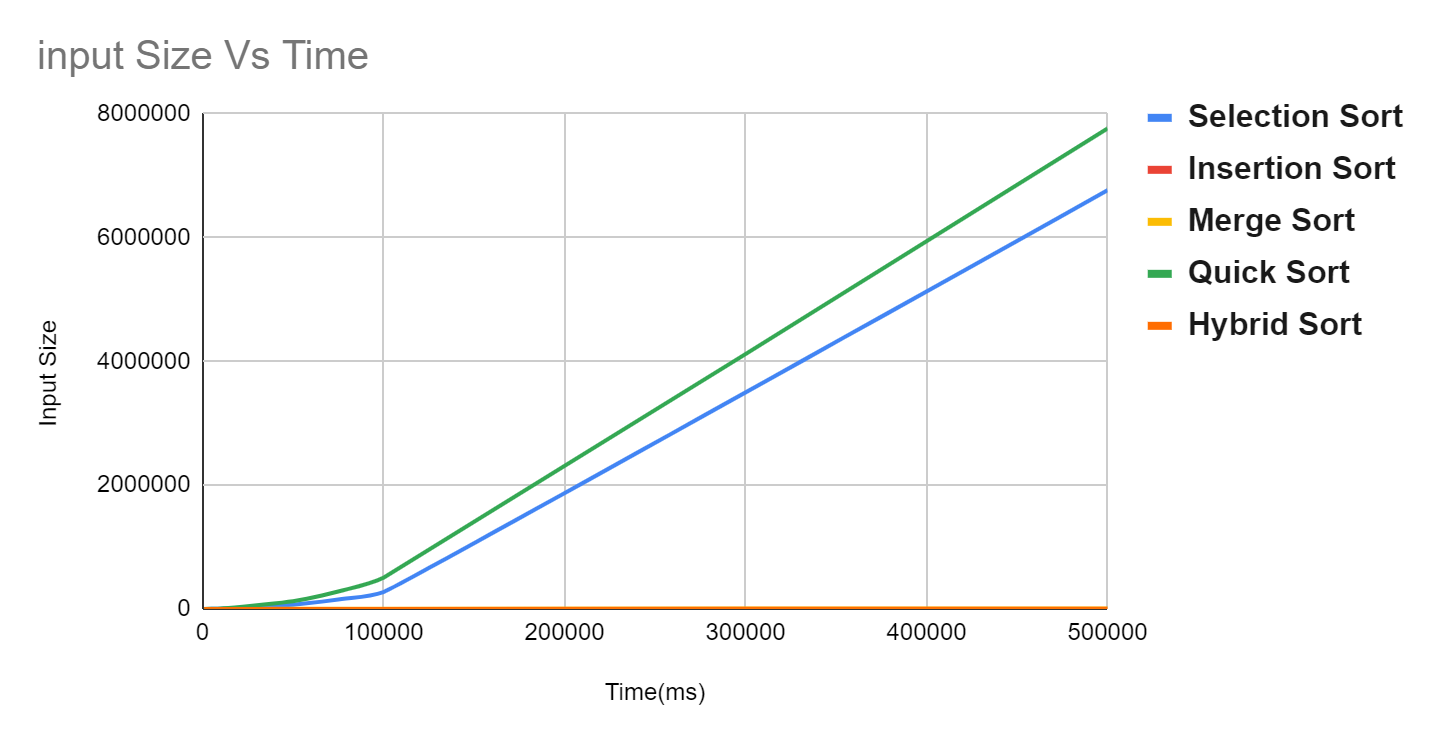 input Size Vs Time
8000000
6000000
4000000
2000000
0
Input Size
0 100000 200000 300000 400000 500000
Time(ms)
Selection Sort
Insertion Sort
Merge Sort
Quick Sort
Hybrid Sort